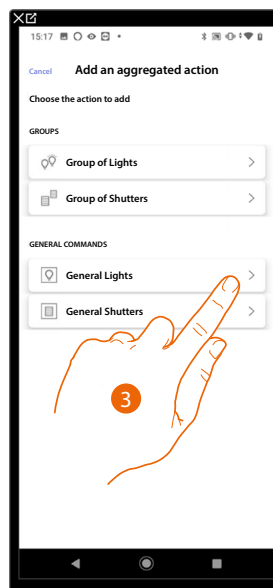 15:17
Cancel Add an aggregated action
Choose the action to add
GROUPS
Group of Lights
Group of Shutters
GENERAL COMMANDS
General Lights
General Shutters
3